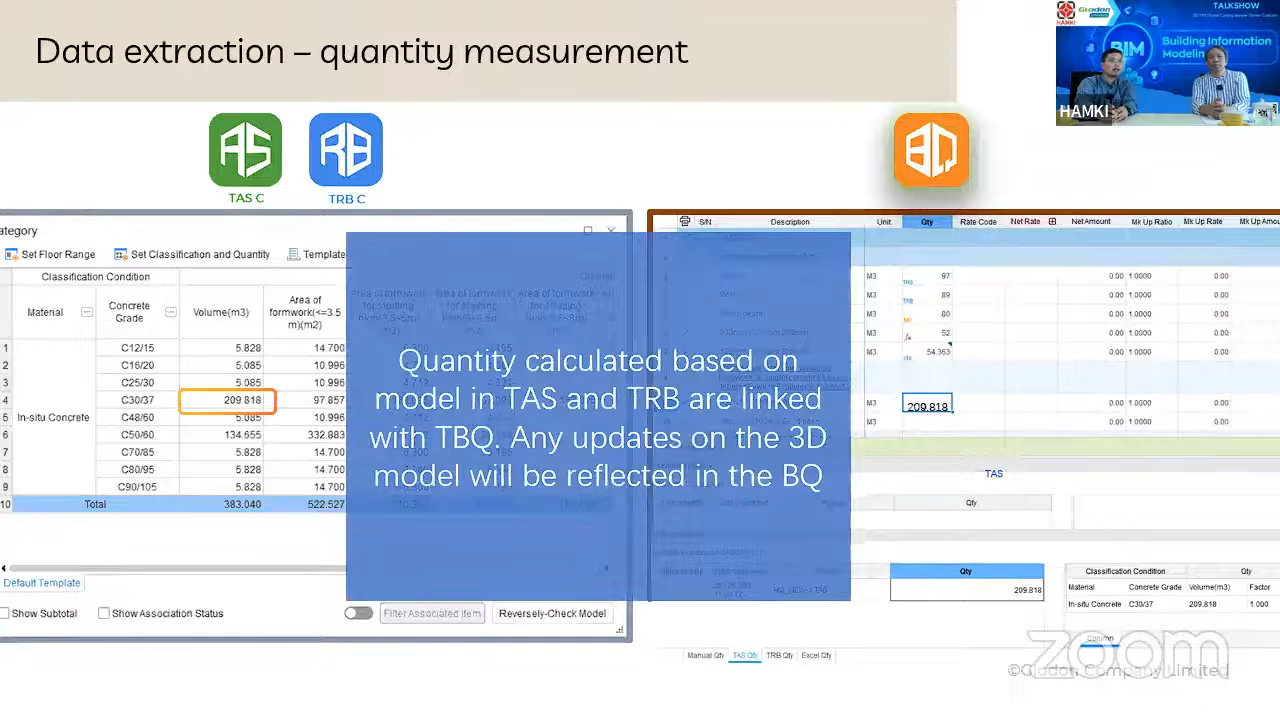 Data extraction – quantity measurement
HAMKI
GLODON
TALKSHOW
BIM
Building Information
Modeling
HAMKI
AS
TAS C
RB
TRB C
BQ
ategory
Set Floor Range
Set Classification and Quantity
Template
Classification Condition
Material
Concrete Grade
Volume(m3)
Area of formwork(<=3.5 m)(m2)
1 C12/15 5.828 14.700
2 C16/20 5.085 10.996
3 C25/30 5.085 10.996
4 C30/37 209.818 97.857
5 In-situ Concrete C48/60 5.085 10.996
6 C50/60 134.655 332.883
7 C70/85 5.828 14.700
8 C80/95 5.828 14.700
9 C90/105 5.828 14.700
10 Total 383.040 522.527
Default Template
Show Subtotal
Show Association Status
Filter Associated Item
Reversely-Check Model
Quantity calculated based on
model in TAS and TRB are linked
with TBQ. Any updates on the 3D
model will be reflected in the BQ
S/N Description Unit Qty Rate Code Net Rate Net Amount Mk Up Ratio Mk Up Rate Mk Up Amou
M3 97 0.00 1.0000 0.00
M3 89 0.00 1.0000 0.00
M3 80 0.00 1.0000 0.00
M3 52 0.00 1.0000 0.00
M3 54.363 0.00 1.0000 0.00
M3 209.818 0.00 1.0000 0.00
M3 0.00 1.0000 0.00
TAS
Qty
Qty
209.818
Classification Condition Qty
Material Concrete Grade Volume(m3) Factor
In-situ Concrete C30/37 209.818 1.000
Column
Manual Qty TAS Qty TRB Qty Excel Qty
zoom
©Glodon Company Limited